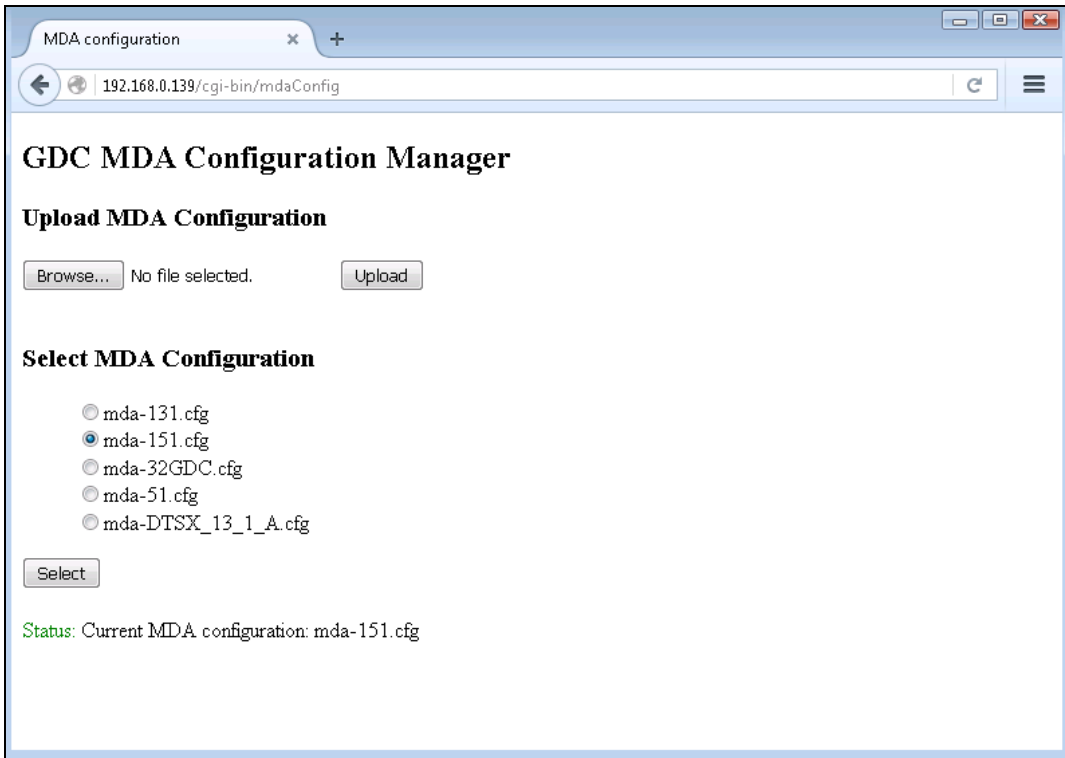 MDA configuration
192.168.0.139/cgi-bin/mdaConfig
GDC MDA Configuration Manager
Upload MDA Configuration
Browse... No file selected. Upload
Select MDA Configuration
mda-131.cfg
mda-151.cfg
mda-32GDC.cfg
mda-51.cfg
mda-DTSX_13_1_A.cfg
Select
Status: Current MDA configuration: mda-151.cfg